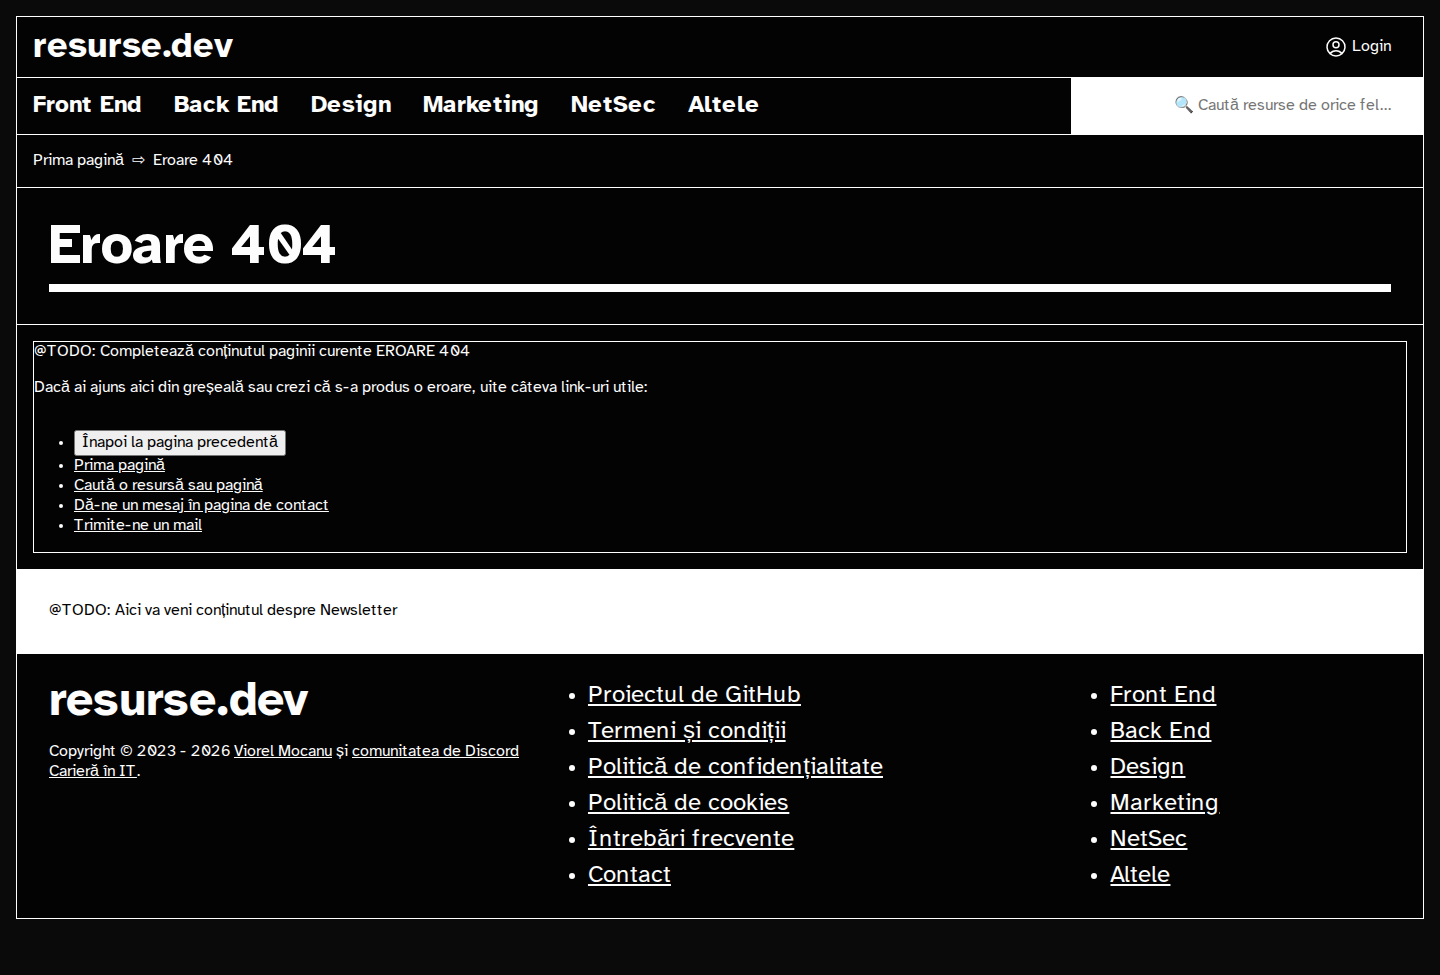 resurse.dev
Login
Front End Back End Design Marketing NetSec Altele
🔍 Caută resurse de orice fel...
Prima pagină ⇨ Eroare 404
Eroare 404
@TODO: Completează conținutul paginii curente EROARE 404
Dacă ai ajuns aici din greșeală sau crezi că s-a produs o eroare, uite câteva link-uri utile:
Înapoi la pagina precedentă
Prima pagină
Caută o resursă sau pagină
Dă-ne un mesaj în pagina de contact
Trimite-ne un mail
@TODO: Aici va veni conținutul despre Newsletter
resurse.dev
Copyright © 2023 - 2026 Viorel Mocanu și comunitatea de Discord
Carieră în IT.
Proiectul de GitHub
Termeni și condiții
Politică de confidențialitate
Politică de cookies
Întrebări frecvente
Contact
Front End
Back End
Design
Marketing
NetSec
Altele